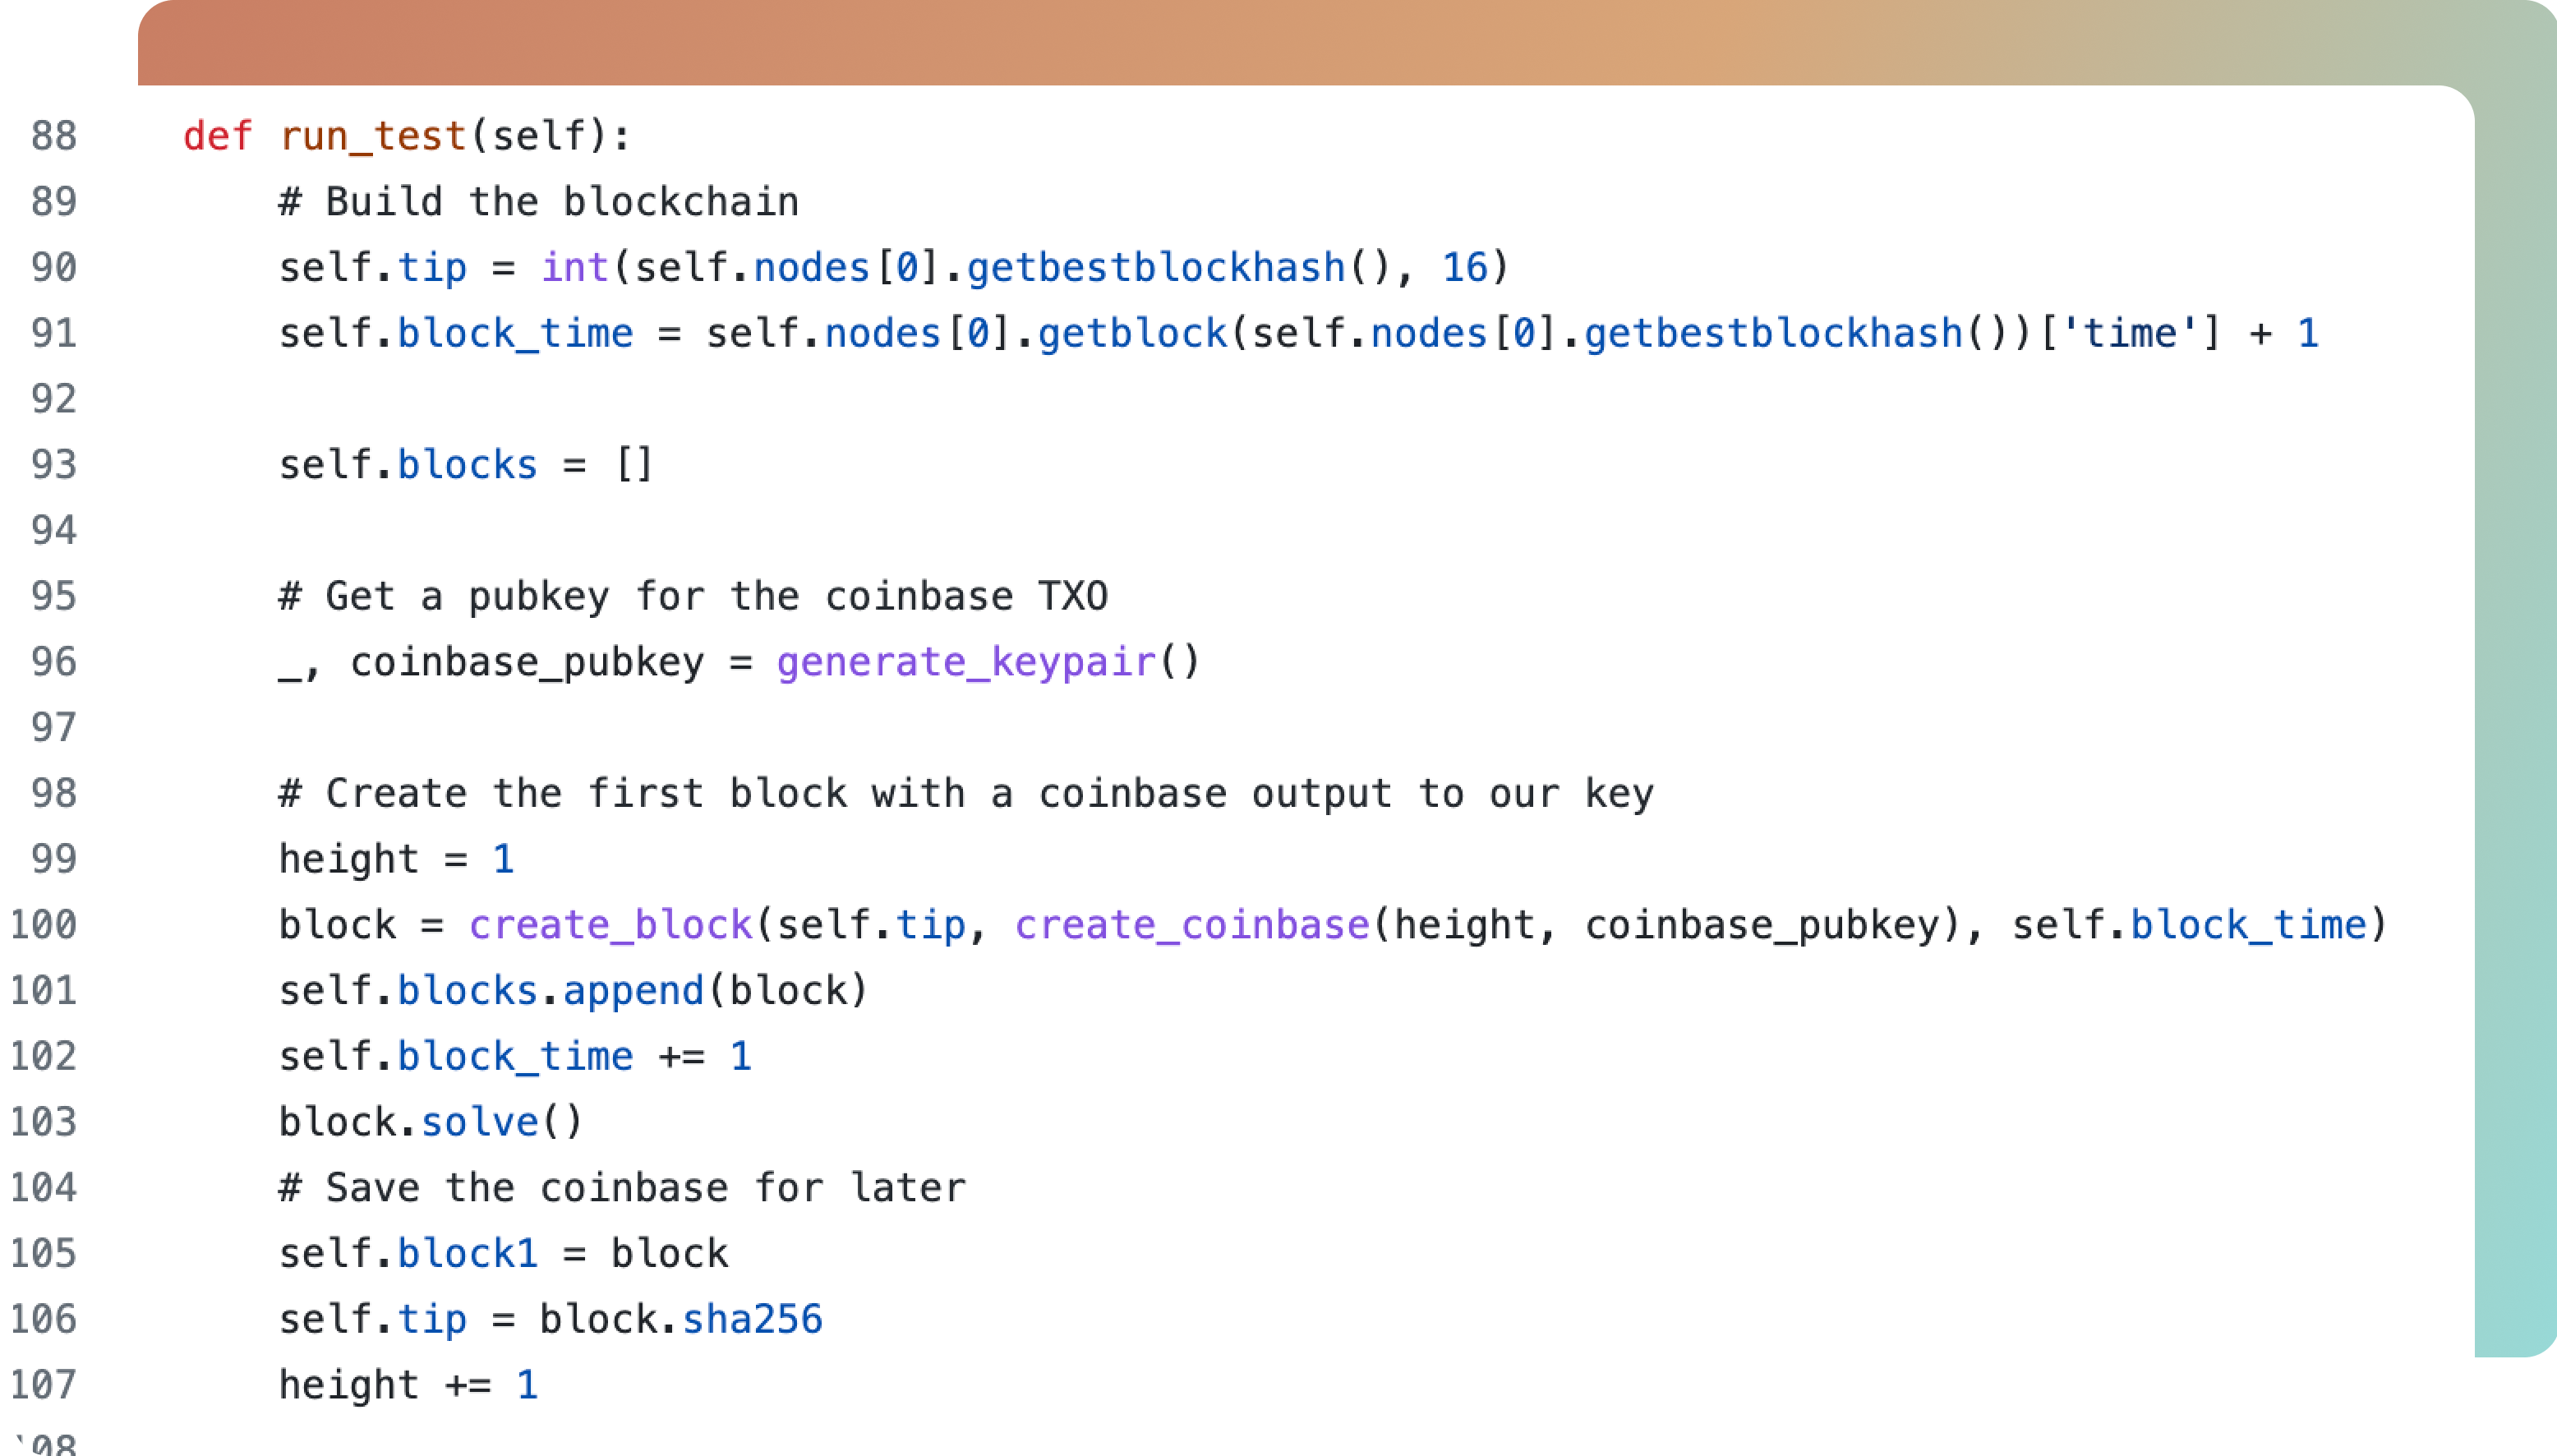 88 def run_test(self):
89 # Build the blockchain
90 self.tip = int(self.nodes[0].getbestblockhash(), 16)
91 self.block_time = self.nodes[0].getblock(self.nodes[0].getbestblockhash())['time'] + 1
92
93 self.blocks = []
94
95 # Get a pubkey for the coinbase TXO
96 _, coinbase_pubkey = generate_keypair()
97
98 # Create the first block with a coinbase output to our key
99 height = 1
100 block = create_block(self.tip, create_coinbase(height, coinbase_pubkey), self.block_time)
101 self.blocks.append(block)
102 self.block_time += 1
103 block.solve()
104 # Save the coinbase for later
105 self.block1 = block
106 self.tip = block.sha256
107 height += 1